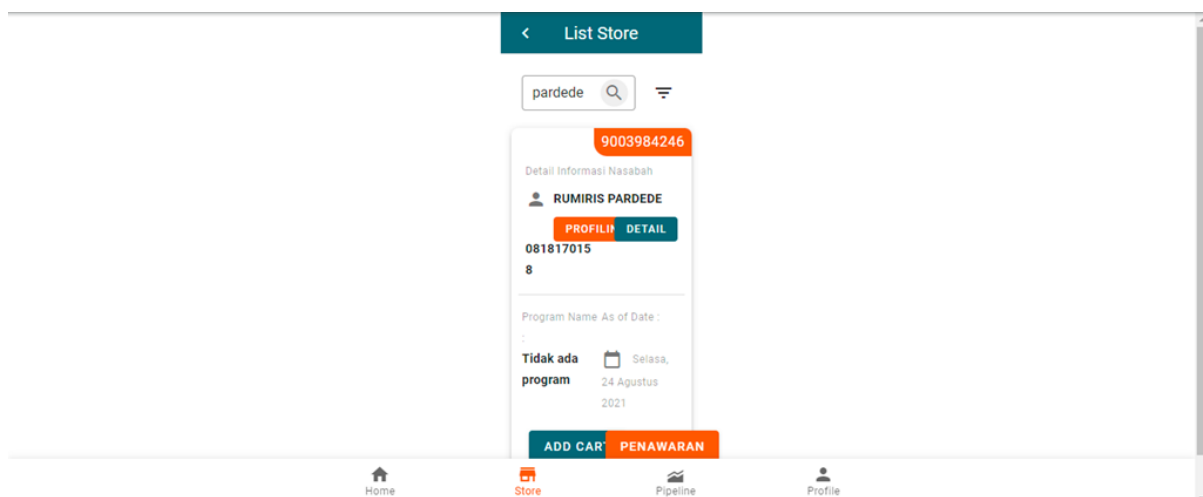 List Store
pardede
9003984246
Detail Informasi Nasabah
RUMIRIS PARDEDE
PROFILIN DETAIL
081817015
8
Program Name As of Date :
:
Tidak ada Selasa,
program 24 Agustus
2021
ADD CART PENAWARAN
Home Store Pipeline Profile